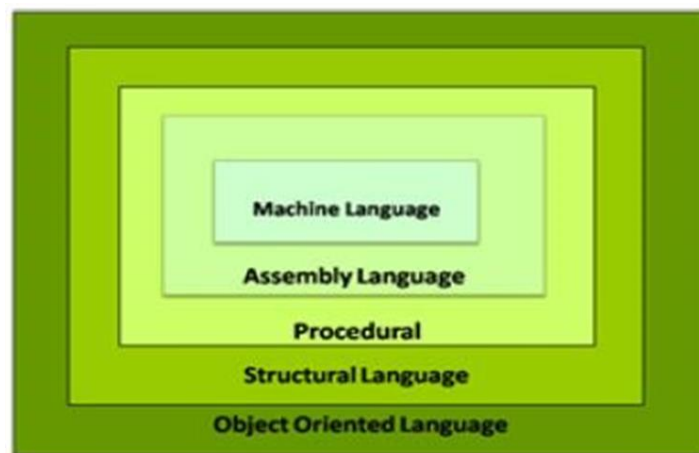 Machine Language
Assembly Language
Procedural
Structural Language
Object Oriented Language